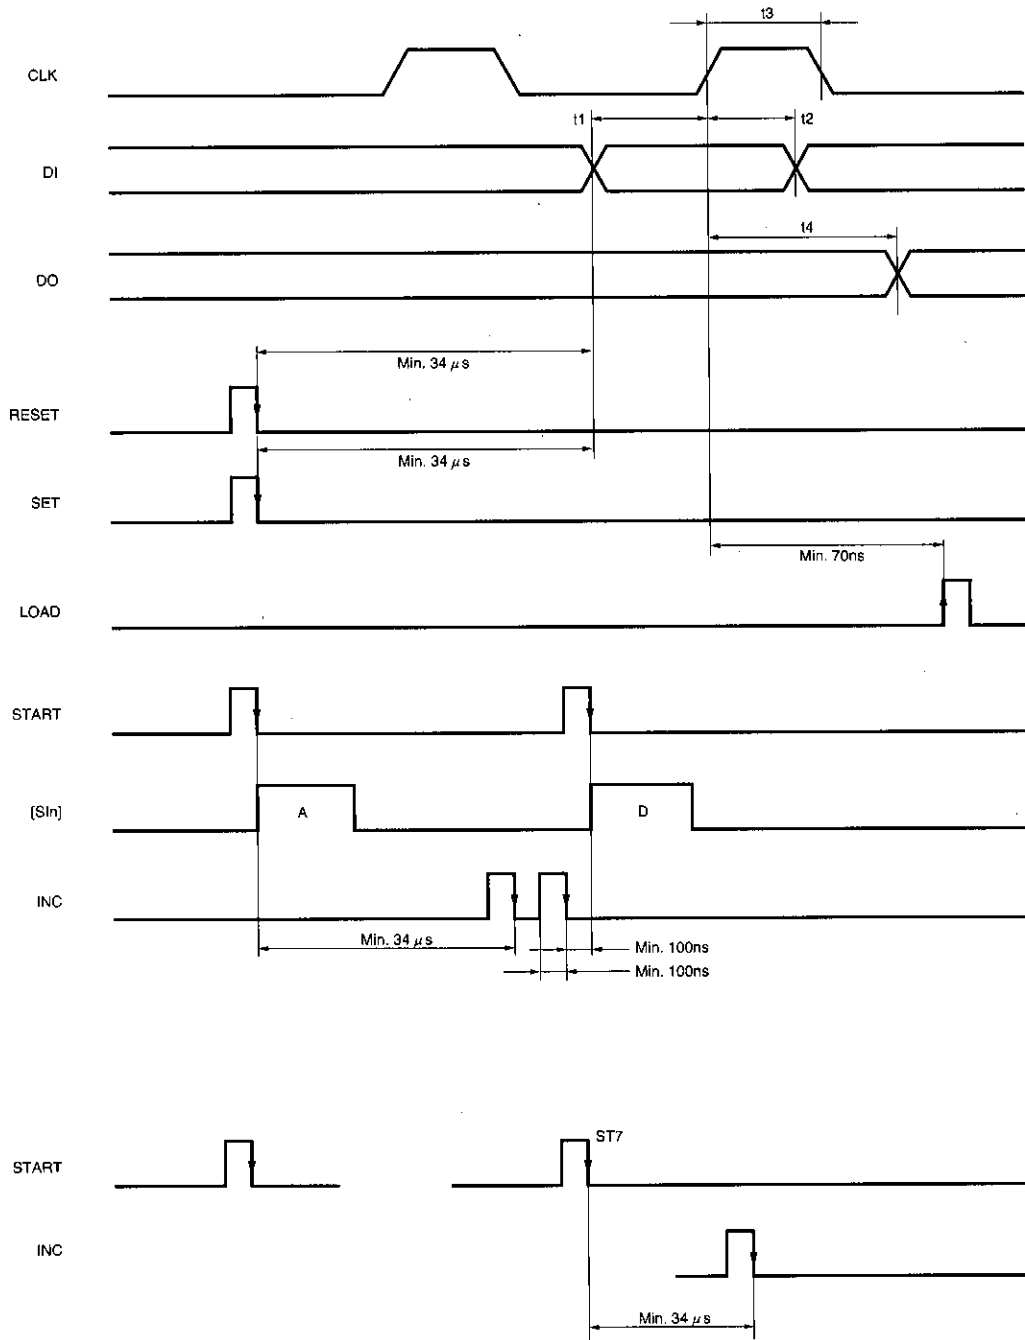 t3
CLK
t1
t2
DI
t4
DO
Min. 34 μs
RESET
Min. 34 μs
SET
Min. 70ns
LOAD
START
[SIn]
A
D
INC
Min. 34 μs
Min. 100ns
Min. 100ns
ST7
START
INC
Min. 34 μs